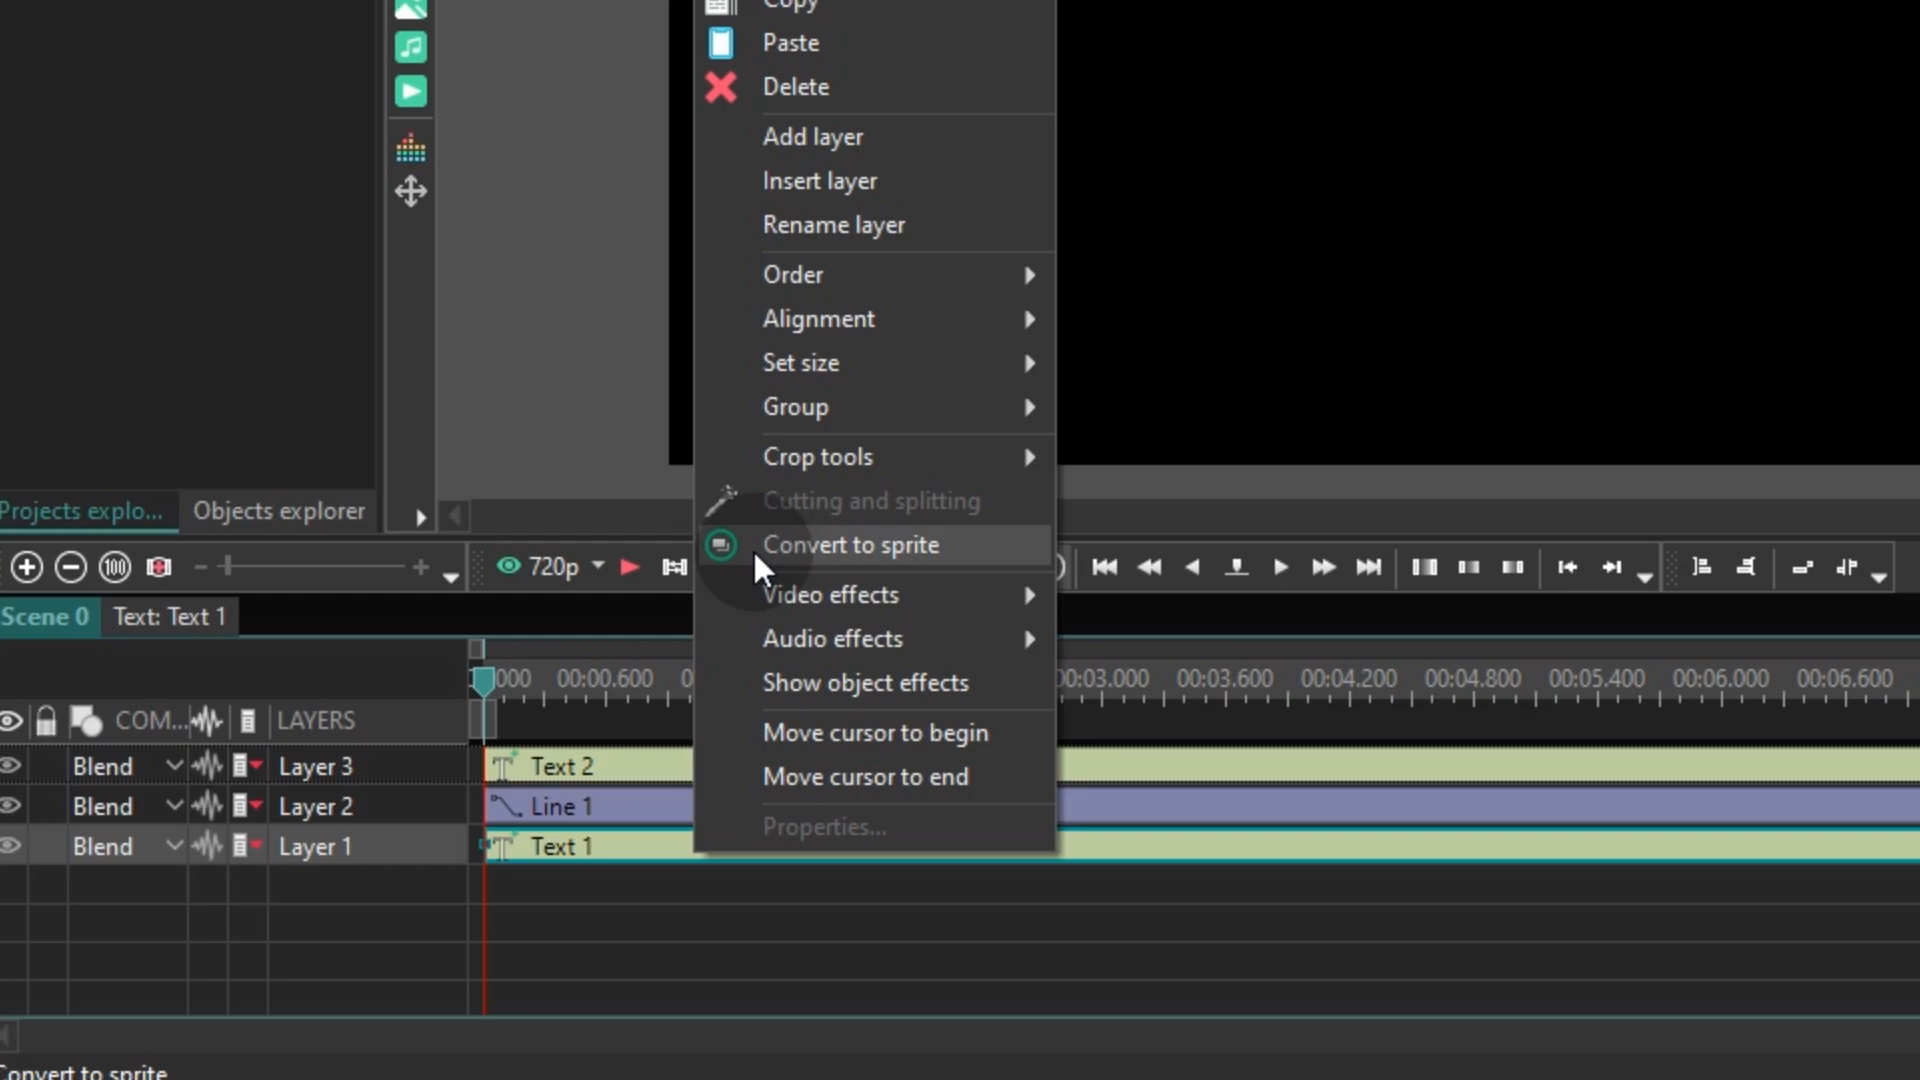 Copy
Paste
Delete
Add layer
Insert layer
Rename layer
Order
Alignment
Set size
Group
Crop tools
Cutting and splitting
Convert to sprite
Video effects
Audio effects
Show object effects
Move cursor to begin
Move cursor to end
Properties...
Projects explo... Objects explorer
100 720p
Scene 0 Text: Text 1
000 00:00.600 0 00:03.000 00:03.600 00:04.200 00:04.800 00:05.400 00:06.000 00:06.600
COM... LAYERS
Blend Layer 3 Text 2
Blend Layer 2 Line 1
Blend Layer 1 Text 1
Convert to sprite